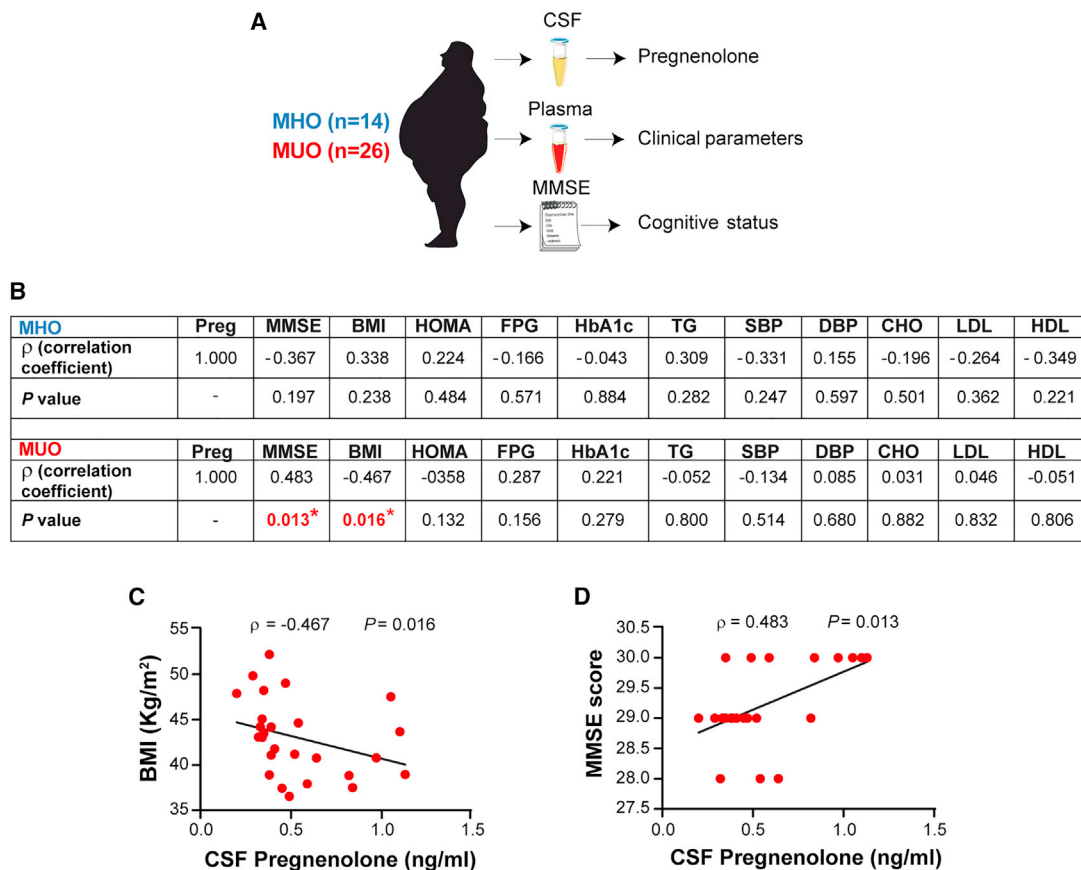 A
CSF
Pregnenolone
MHO (n=14)
MUO (n=26)
Plasma
Clinical parameters
MMSE
Remember the
Cognitive status
B
MHO Preg MMSE BMI HOMA FPG HbA1c TG SBP DBP CHO LDL HDL
ρ (correlation coefficient) 1.000 -0.367 0.338 0.224 -0.166 -0.043 0.309 -0.331 0.155 -0.196 -0.264 -0.349
P value - 0.197 0.238 0.484 0.571 0.884 0.282 0.247 0.597 0.501 0.362 0.221
MUO Preg MMSE BMI HOMA FPG HbA1c TG SBP DBP CHO LDL HDL
ρ (correlation coefficient) 1.000 0.483 -0.467 -0358 0.287 0.221 -0.052 -0.134 0.085 0.031 0.046 -0.051
P value - 0.013* 0.016* 0.132 0.156 0.279 0.800 0.514 0.680 0.882 0.832 0.806
C
ρ = -0.467 P= 0.016
BMI (Kg/m²)
55
50
45
40
35
0.0 0.5 1.0 1.5
CSF Pregnenolone (ng/ml)
D
ρ = 0.483 P= 0.013
MMSE score
30.5
30.0
29.5
29.0
28.5
28.0
27.5
0.0 0.5 1.0 1.5
CSF Pregnenolone (ng/ml)